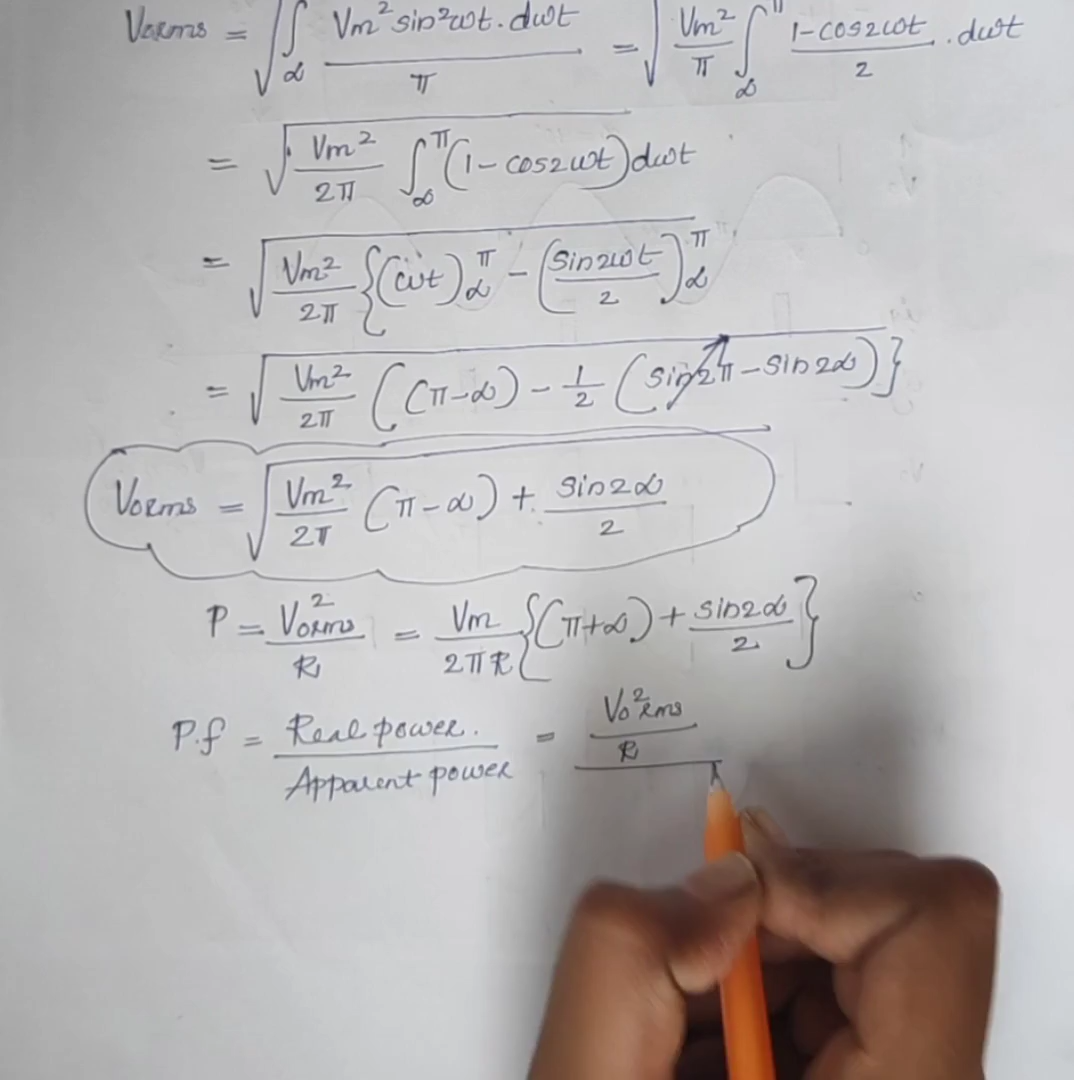 Vorms = √∫α Vm² sin²ωt . dωt / π = √Vm²/π ∫α^π 1-cos2ωt / 2 . dωt
= √Vm²/2π ∫α^π (1-cos2ωt) dωt
= √Vm²/2π {(ωt)α^π - (sin2ωt/2)α^π
= √Vm²/2π ((π-α) - 1/2 (sin2π - sin2α)}
Vorms = √Vm²/2π (π-α) + sin2α/2
P = V²orms/R = Vm/2πR {(π+α) + sin2α/2}
P.f = Real power. / Apparent power = Vo²rms/R